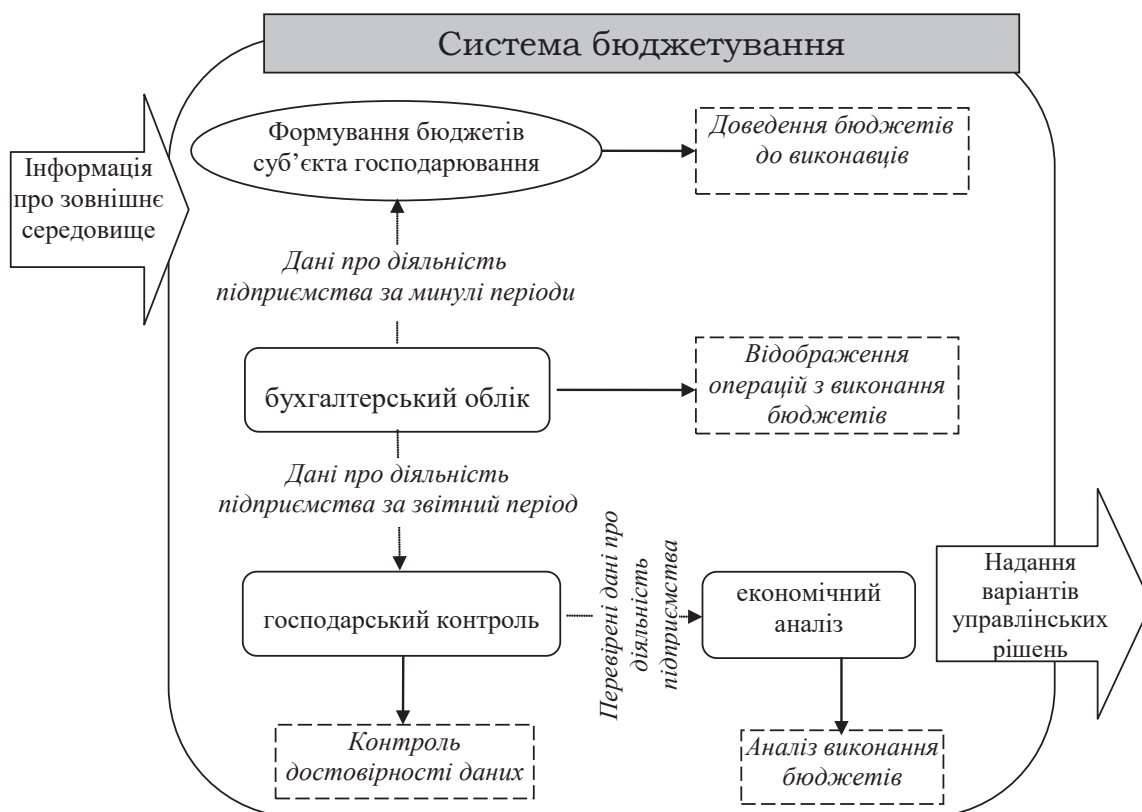 Система бюджетування
Інформація
про зовнішнє
середовище
Формування бюджетів
суб’єкта господарювання
Доведення бюджетів
до виконавців
Дані про діяльність
підприємства за минулі періоди
бухгалтерський облік
Відображення
операцій з виконання
бюджетів
Дані про діяльність
підприємства за звітний період
господарський контроль
Перевірені дані про
діяльність
підприємства
економічний
аналіз
Надання
варіантів
управлінських
рішень
Контроль
достовірності даних
Аналіз виконання
бюджетів